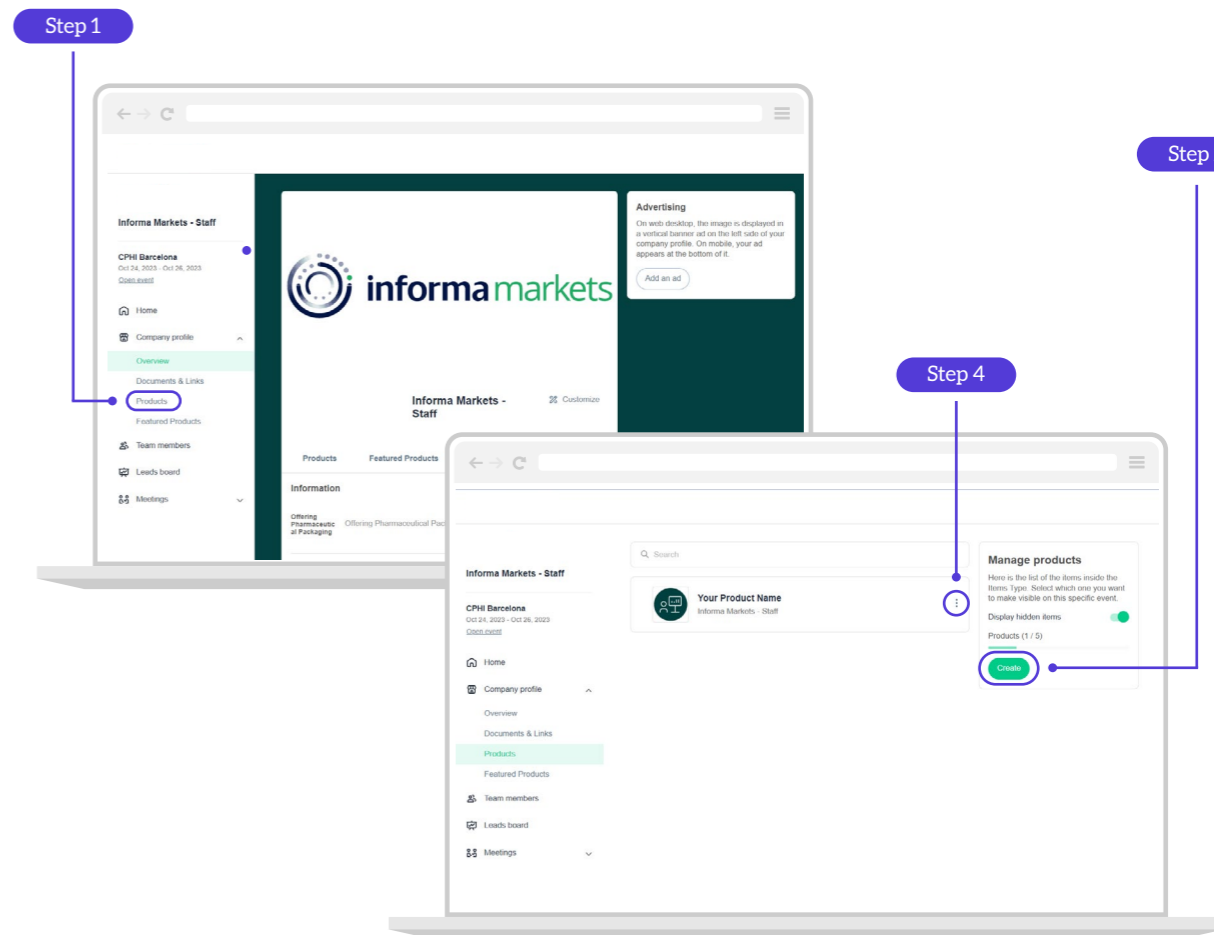 Step 1
Step
Informa Markets - Staff
CPHI Barcelona
Oct 24, 2023 - Oct 26, 2023
Open event
Home
Company profile
Overview
Documents & Links
Products
Featured Products
Team members
Leads board
Meetings
informa markets
Informa Markets -
Staff
Customize
Products Featured Products
Information
Offering
Pharmaceutic
al Packaging
Offering Pharmaceutical Pac
Advertising
On web desktop, the image is displayed in
a vertical banner ad on the left side of your
company profile. On mobile, your ad
appears at the bottom of it.
Add an ad
Step 4
Informa Markets - Staff
CPHI Barcelona
Oct 24, 2023 - Oct 26, 2023
Open event
Home
Company profile
Overview
Documents & Links
Products
Featured Products
Team members
Leads board
Meetings
Search
Your Product Name
Informa Markets - Staff
Manage products
Here is the list of the items inside the
Items Type. Select which one you want
to make visible on this specific event.
Display hidden items
Products (1 / 5)
Create